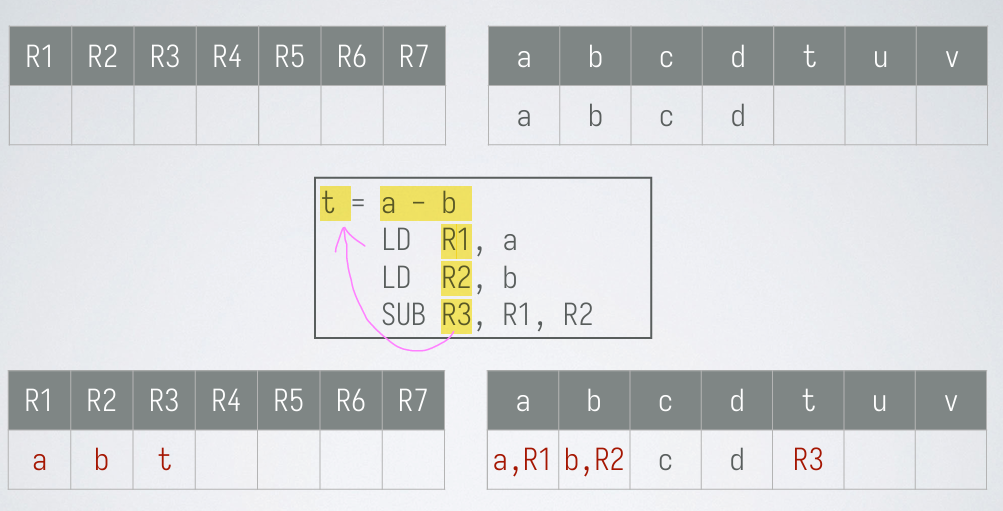 R1 R2 R3 R4 R5 R6 R7 a b c d t u v
a b c d
t = a - b
LD R1, a
LD R2, b
SUB R3, R1, R2
R1 R2 R3 R4 R5 R6 R7 a b c d t u v
a b t a,R1 b,R2 c d R3